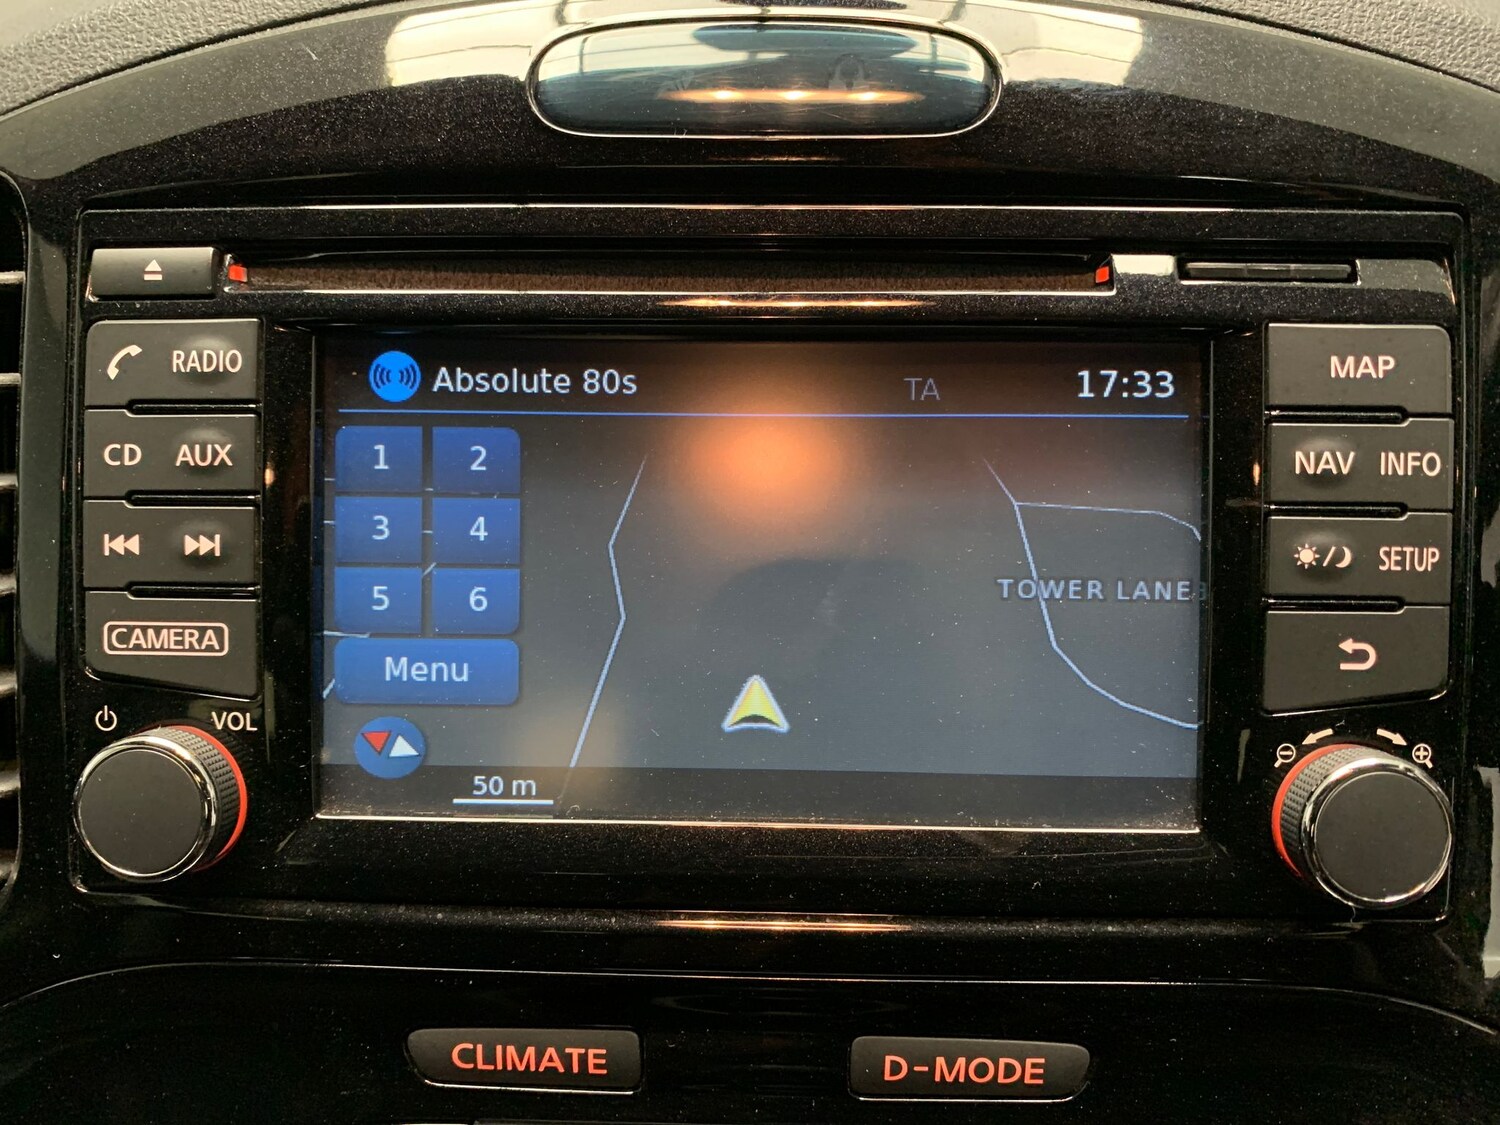 Absolute 80s TA 17:33
RADIO
CD AUX
CAMERA
VOL
1 2
3 4
5 6
Menu
50 m
TOWER LANE
MAP
NAV INFO
SETUP
CLIMATE
D-MODE